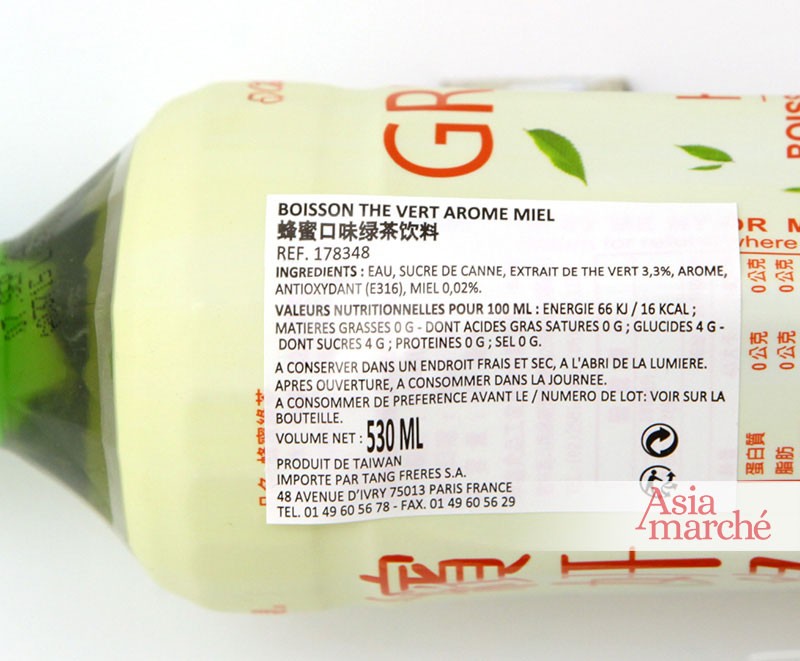 BOISSON THE VERT AROME MIEL
蜂蜜口味绿茶饮料
REF. 178348
INGREDIENTS : EAU, SUCRE DE CANNE, EXTRAIT DE THE VERT 3,3%, AROME,
ANTIOXYDANT (E316), MIEL 0,02%.
VALEURS NUTRITIONNELLES POUR 100 ML : ENERGIE 66 KJ / 16 KCAL ;
MATIERES GRASSES 0 G - DONT ACIDES GRAS SATURES 0 G ; GLUCIDES 4 G -
DONT SUCRES 4 G ; PROTEINES 0 G ; SEL 0 G.
A CONSERVER DANS UN ENDROIT FRAIS ET SEC, A L'ABRI DE LA LUMIERE.
APRES OUVERTURE, A CONSOMMER DANS LA JOURNEE.
A CONSOMMER DE PREFERENCE AVANT LE / NUMERO DE LOT: VOIR SUR LA
BOUTEILLE.
VOLUME NET : 530 ML
PRODUIT DE TAIWAN
IMPORTE PAR TANG FRERES S.A.
48 AVENUE D'IVRY 75013 PARIS FRANCE
TEL. 01 49 60 56 78 - FAX. 01 49 60 56 29
GR
BOISS
OR M
where
0公克 0公克
0公克 0公克
蛋白質
脂肪
Asia
marché